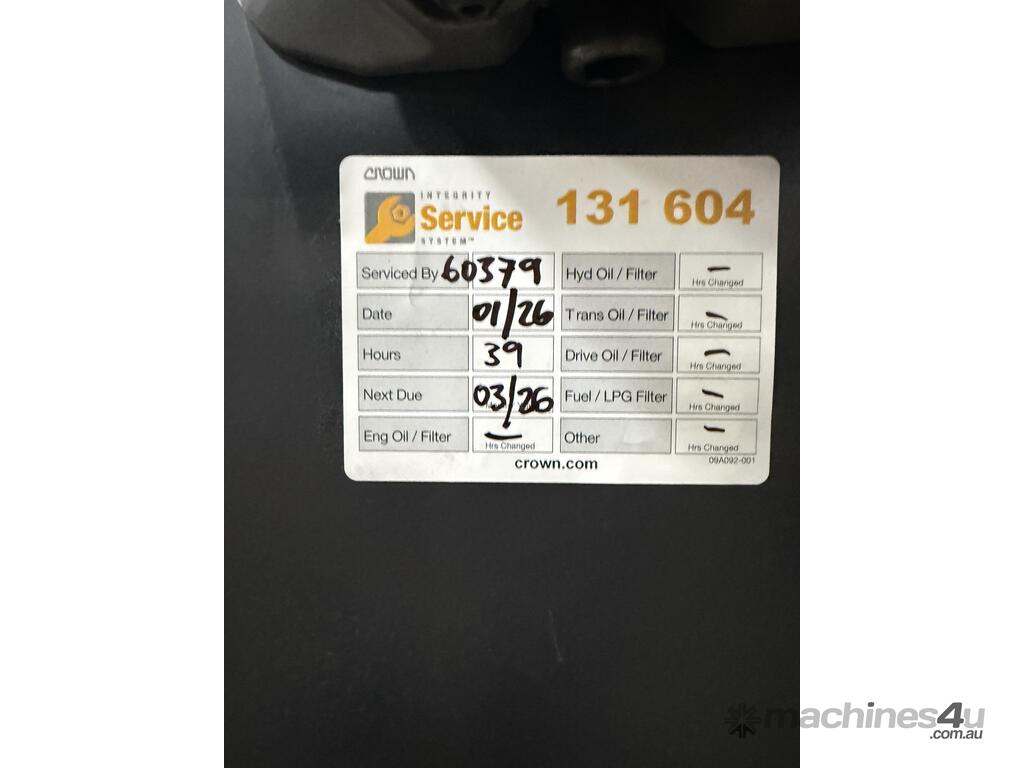 CROWN
INTEGRITY
Service
SYSTEM™
131 604
Serviced By 60379 Hyd Oil / Filter – Hrs Changed
Date 01/26 Trans Oil / Filter – Hrs Changed
Hours 39 Drive Oil / Filter – Hrs Changed
Next Due 03/26 Fuel / LPG Filter – Hrs Changed
Eng Oil / Filter – Hrs Changed Other – Hrs Changed
crown.com 09A092-001
machines4u
.com.au